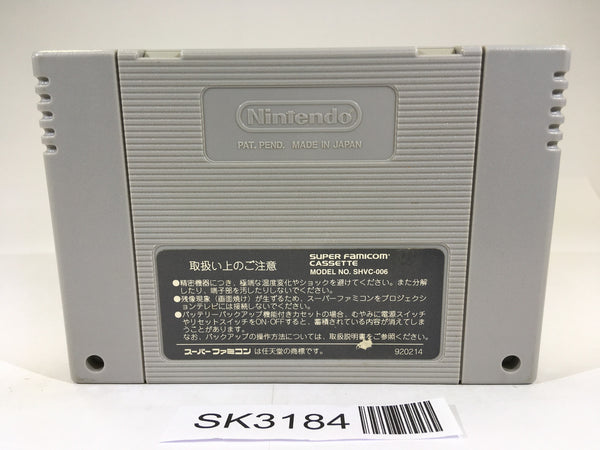 Nintendo
PAT. PEND. MADE IN JAPAN
取扱い上のご注意
SUPER FAMICOM
CASSETTE
MODEL NO. SHVC-006
●精密機器につき、極端な温度変化やショックを避けてください。また分解
したり、端子部を汚したりしないでください。
●残像現象（画面焼け）が生ずるため、スーパーファミコンをプロジェクシ
ョンテレビには接続しないでください。
●バッテリーバックアップ機能付きカセットの場合、むやみに電源スイッチ
やリセットスイッチをON-OFFすると、蓄積されている内容が消えてしま
うことがあります。
なお、バックアップの操作方法については、取扱説明書をご参照ください。
スーパーファミコン は任天堂の商標です。
920214
SK3184